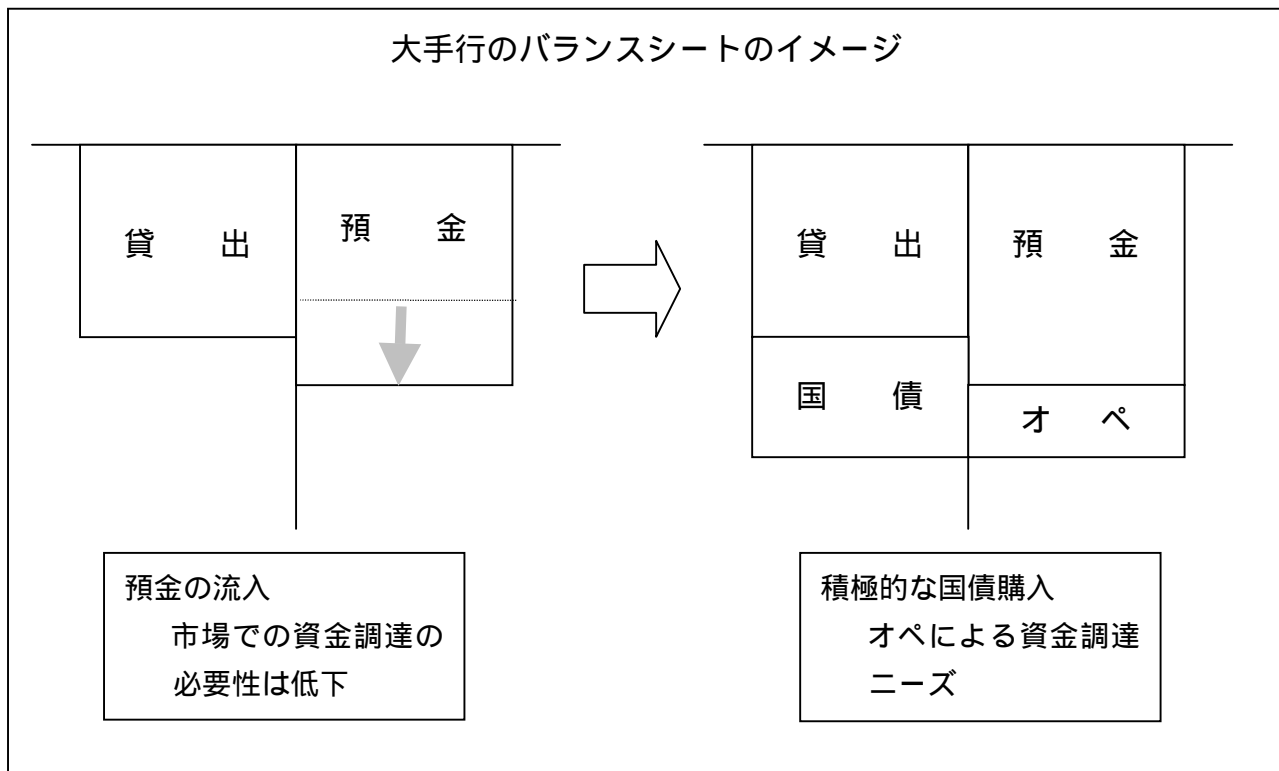 大手行のバランスシートのイメージ
貸 出
預 金
貸 出
預 金
国 債
オ ペ
預金の流入
市場での資金調達の
必要性は低下
積極的な国債購入
オペによる資金調達
ニーズ